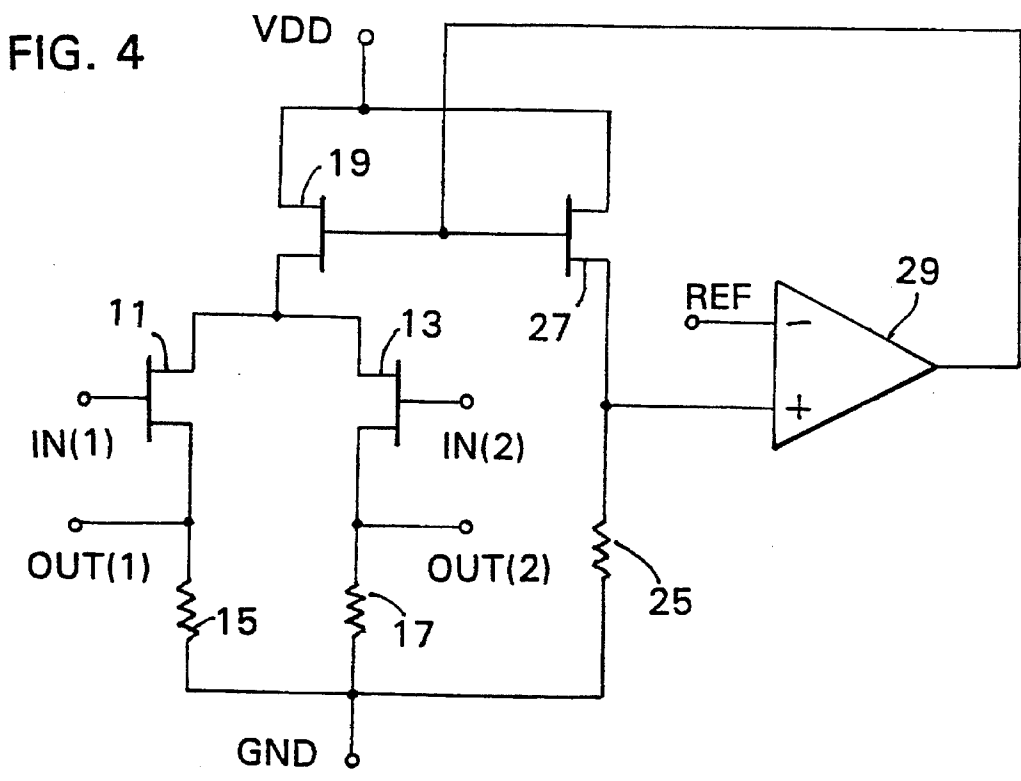 FIG. 4
VDD
19
11
13
27
REF
29
−
+
IN(1)
IN(2)
OUT(1)
OUT(2)
15
17
25
GND